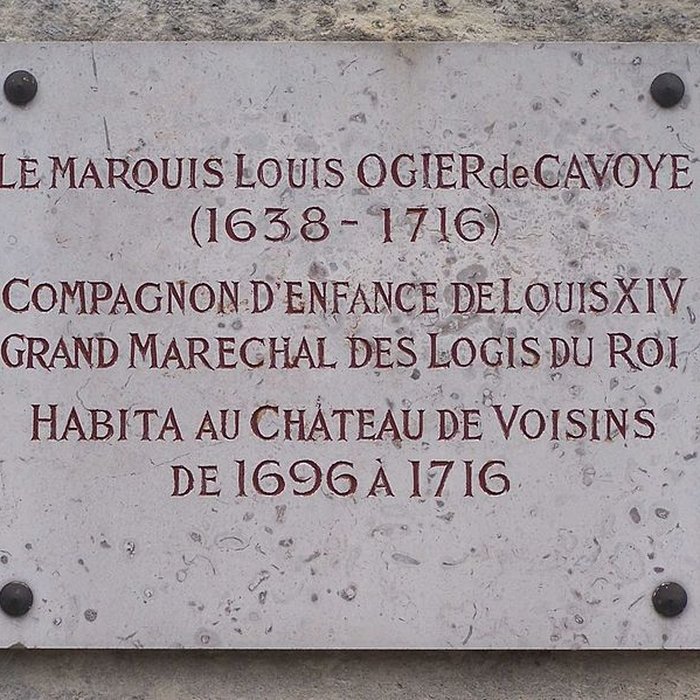 LE MARQUIS LOUIS OGIER de CAVOYE
(1638 - 1716)
COMPAGNON D'ENFANCE DE LOUIS XIV
GRAND MARECHAL DES LOGIS DU ROI
HABITA AU CHÂTEAU DE VOISINS
DE 1696 À 1716